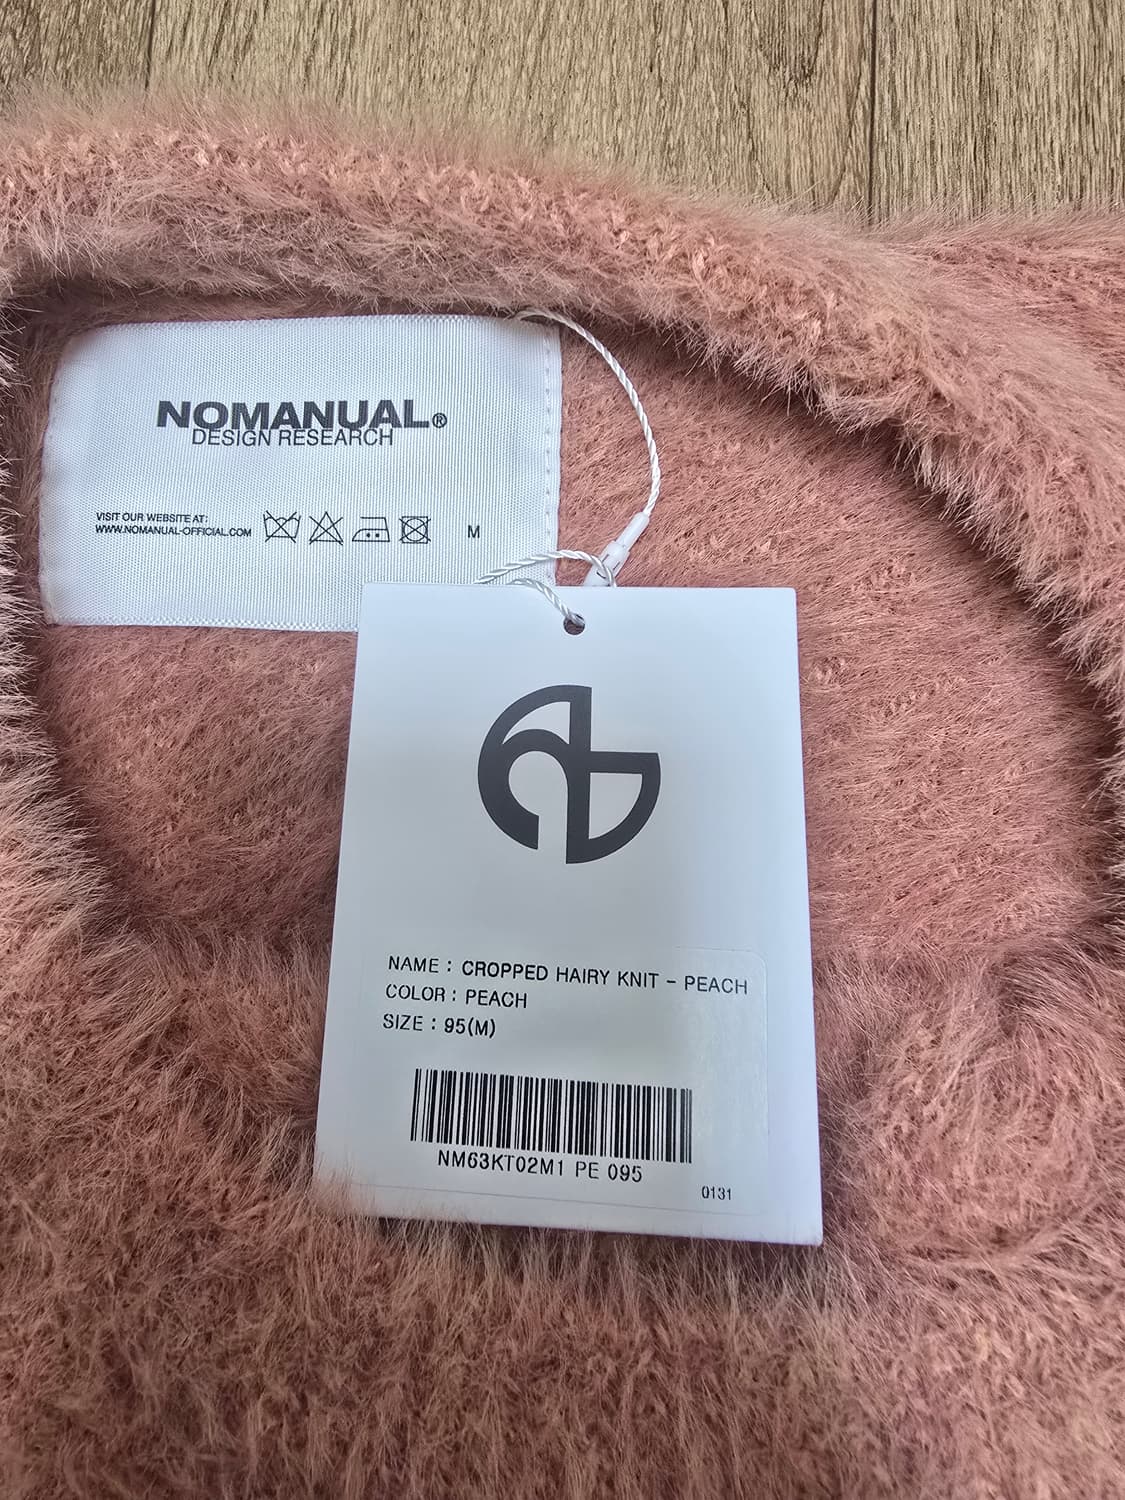 NOMANUAL®
DESIGN RESEARCH
VISIT OUR WEBSITE AT:
WWW.NOMANUAL-OFFICIAL.COM
M
NAME : CROPPED HAIRY KNIT - PEACH
COLOR : PEACH
SIZE : 95(M)
NM63KT02M1 PE 095
0131